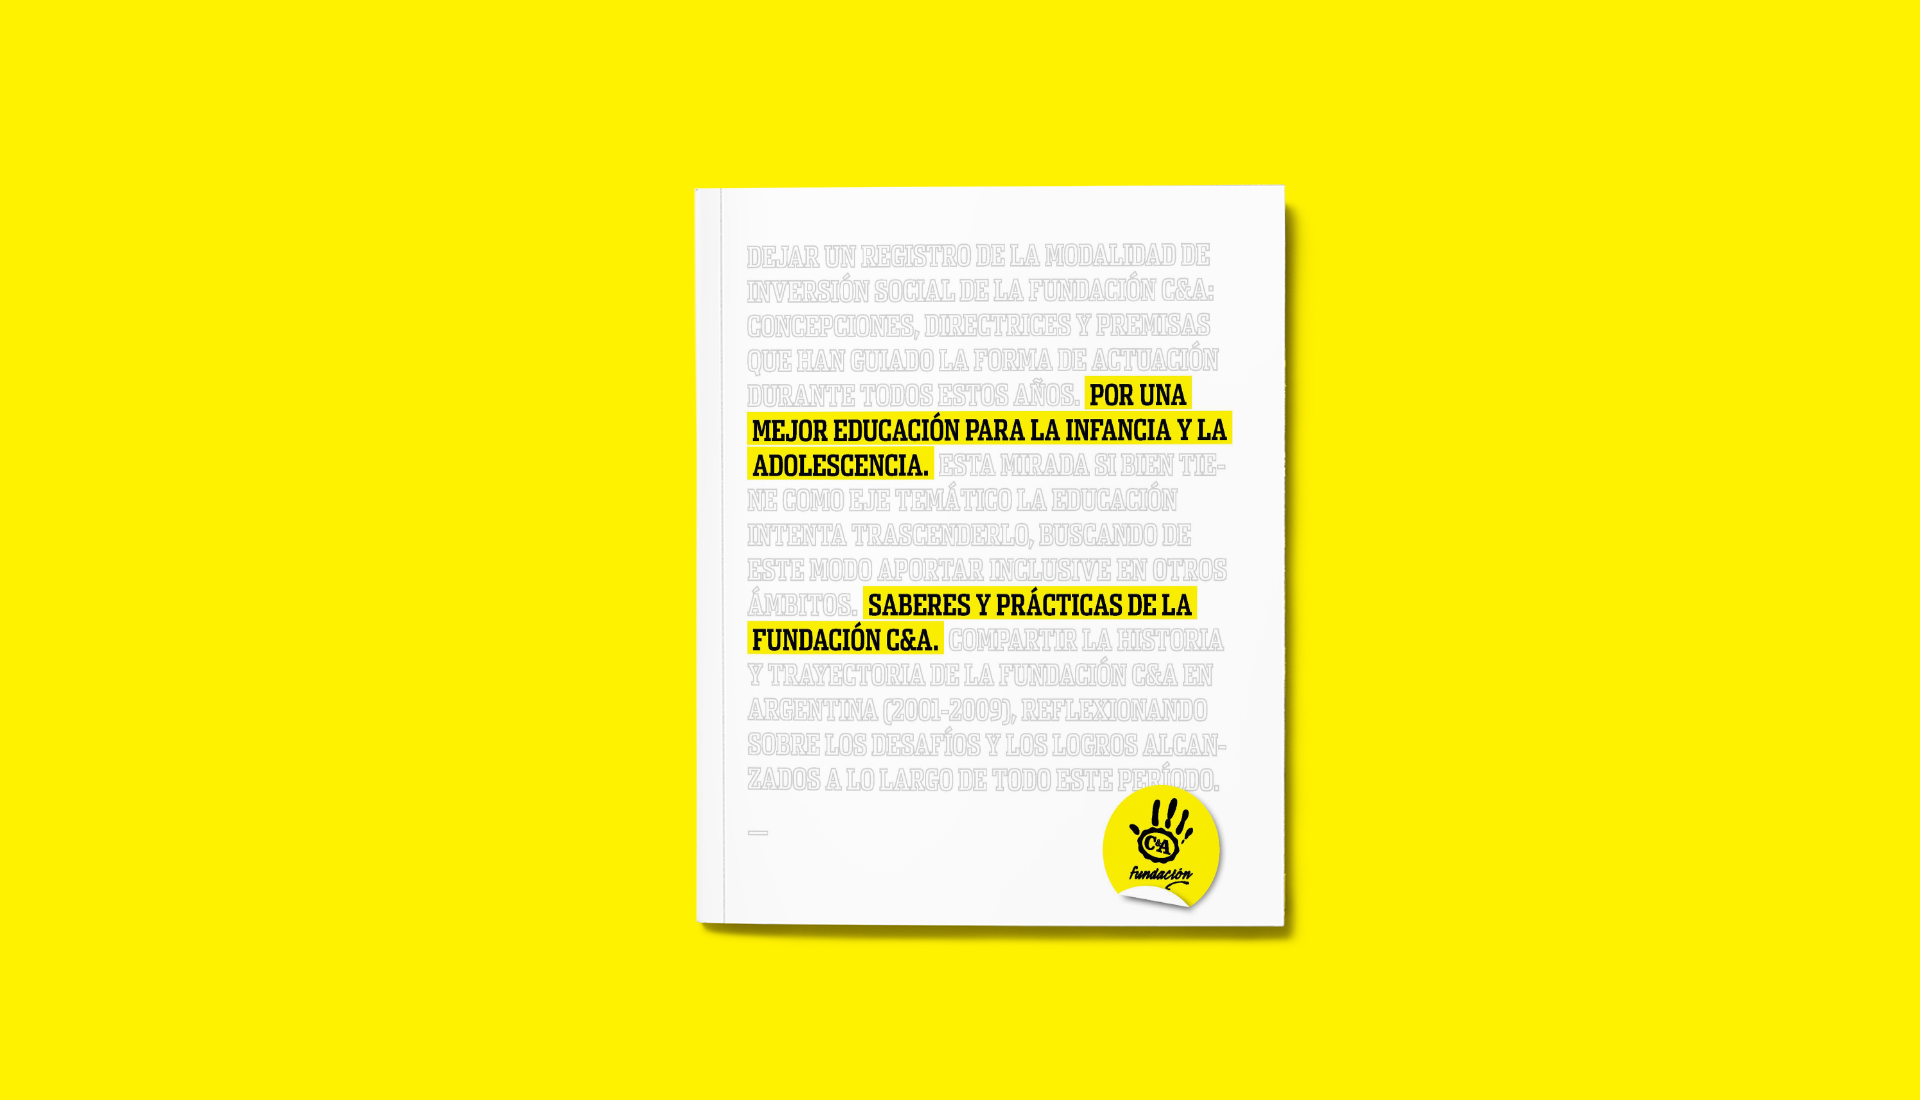 DEJAR UN REGISTRO DE LA MODALIDAD DE
INVERSIÓN SOCIAL DE LA FUNDACIÓN C&A:
CONCEPCIONES, DIRECTRICES Y PREMISAS
QUE HAN GUIADO LA FORMA DE ACTUACIÓN
DURANTE TODOS ESTOS AÑOS. POR UNA
MEJOR EDUCACIÓN PARA LA INFANCIA Y LA
ADOLESCENCIA. ESTA MIRADA SI BIEN TIE-
NE COMO EJE TEMÁTICO LA EDUCACIÓN
INTENTA TRASCENDERLO, BUSCANDO DE
ESTE MODO APORTAR INCLUSIVE EN OTROS
ÁMBITOS. SABERES Y PRÁCTICAS DE LA
FUNDACIÓN C&A. COMPARTIR LA HISTORIA
Y TRAYECTORIA DE LA FUNDACIÓN C&A EN
ARGENTINA (2001-2009), REFLEXIONANDO
SOBRE LOS DESAFÍOS Y LOS LOGROS ALCAN-
ZADOS A LO LARGO DE TODO ESTE PERÍODO.
—
C&A
fundación